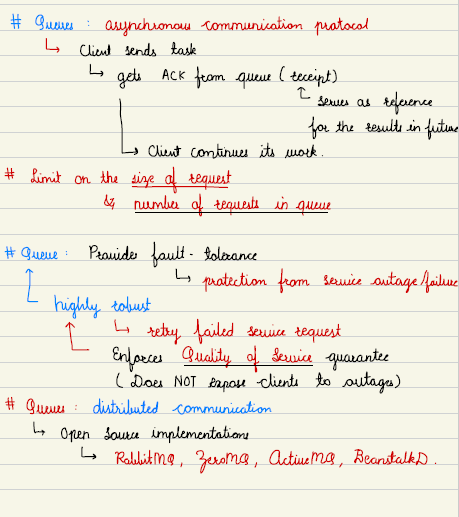 # Queues : asynchronous communication protocol
↳ Client sends task
↳ gets ACK from queue (receipt)
↑ serves as reference
for the results in future
↳ Client continues its work.
# Limit on the size of request
& number of requests in queue
# Queue : Provides fault-tolerance
↳ protection from service outage/failure
highly robust
↳ retry failed service request
Enforces Quality of Service guarantee
( Does NOT expose clients to outages)
# Queues : distributed communication
↳ Open source implementations
↳ RabbitMQ, ZeroMQ, ActiveMQ, BeanstalkD.